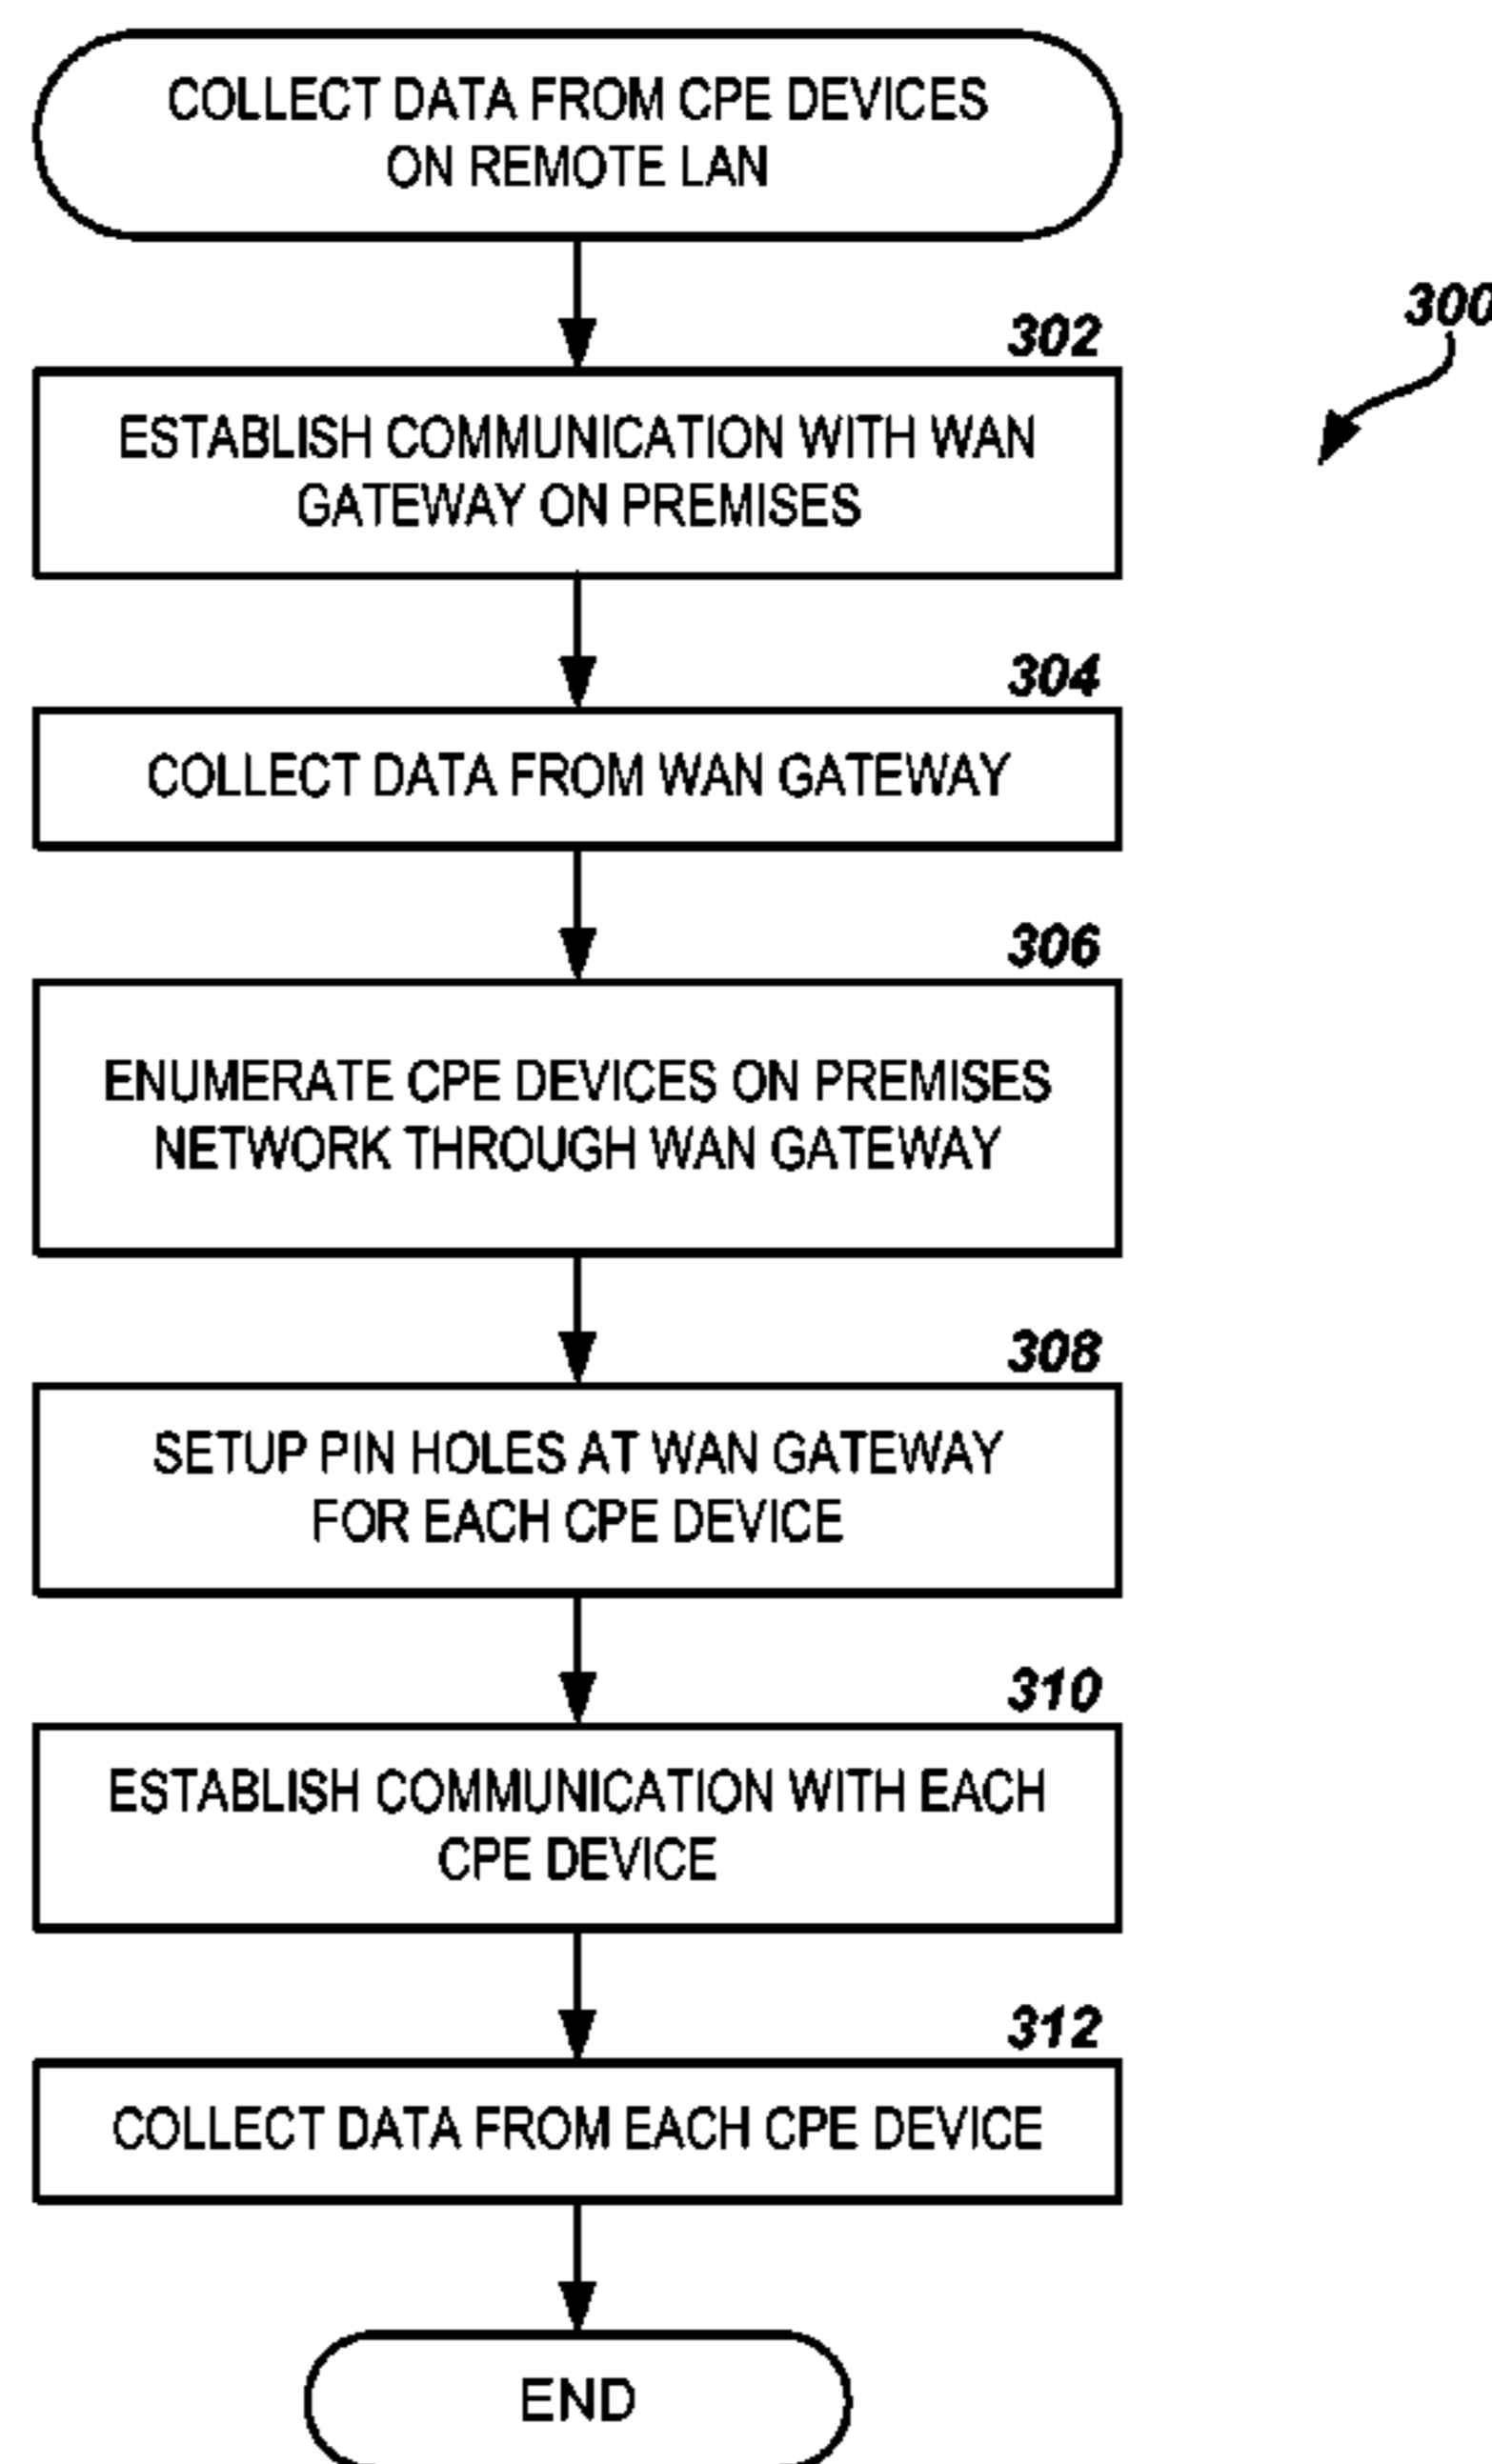 COLLECT DATA FROM CPE DEVICES
ON REMOTE LAN
300
302
ESTABLISH COMMUNICATION WITH WAN
GATEWAY ON PREMISES
304
COLLECT DATA FROM WAN GATEWAY
306
ENUMERATE CPE DEVICES ON PREMISES
NETWORK THROUGH WAN GATEWAY
308
SETUP PIN HOLES AT WAN GATEWAY
FOR EACH CPE DEVICE
310
ESTABLISH COMMUNICATION WITH EACH
CPE DEVICE
312
COLLECT DATA FROM EACH CPE DEVICE
END